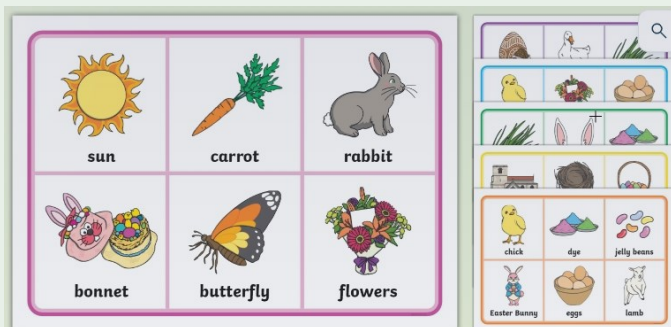 sun carrot rabbit
bonnet butterfly flowers
chick dye jelly beans
Easter Bunny eggs lamb